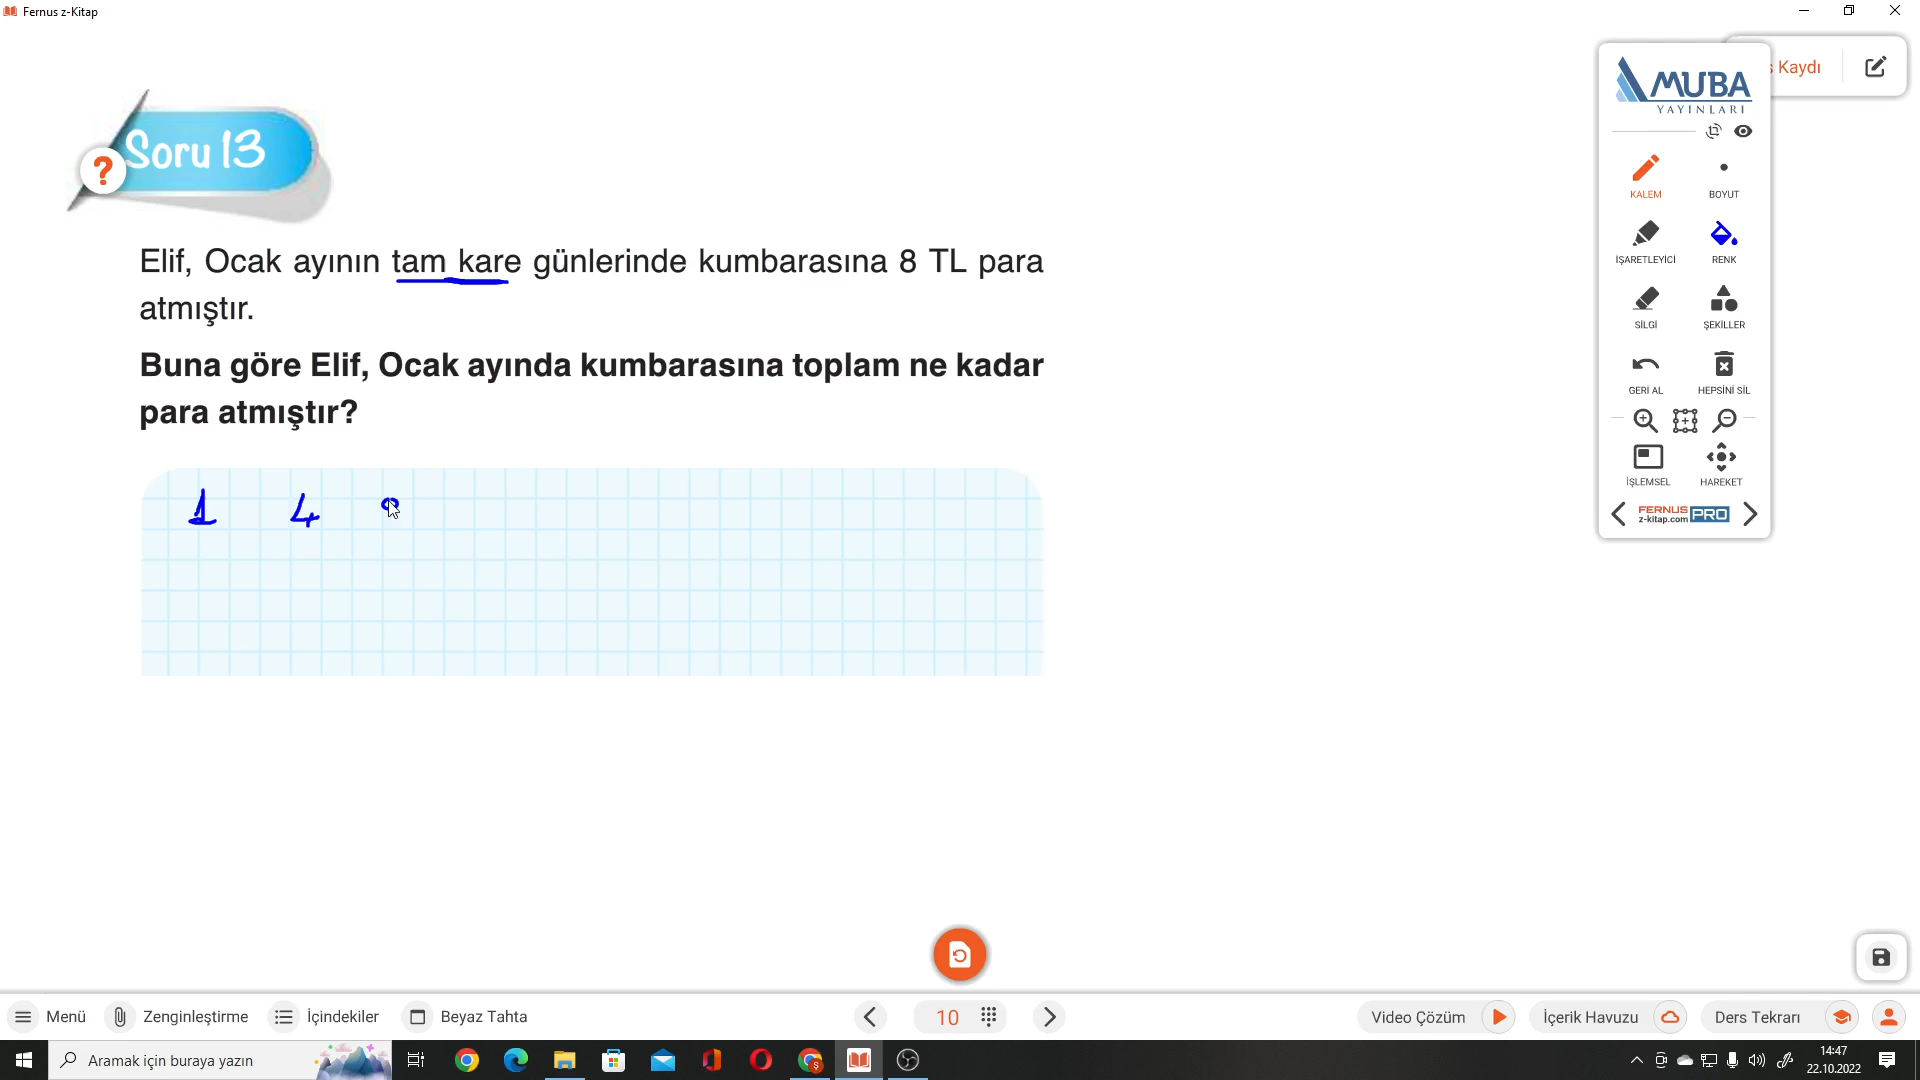 Fernus z-Kitap
s Kaydı
MUBA
YAYINLARI
Soru 13
?
KALEM
BOYUT
Elif, Ocak ayının tam kare günlerinde kumbarasına 8 TL para
atmıştır.
İŞARETLEYİCİ
RENK
SİLGİ
ŞEKİLLER
Buna göre Elif, Ocak ayında kumbarasına toplam ne kadar
para atmıştır?
GERİ AL
HEPSİNİ SİL
İŞLEMSEL
HAREKET
FERNUS
z-kitap.com PRO
1 4
Menü
Zenginleştirme
İçindekiler
Beyaz Tahta
10
Video Çözüm
İçerik Havuzu
Ders Tekrarı
Aramak için buraya yazın
14:47
22.10.2022